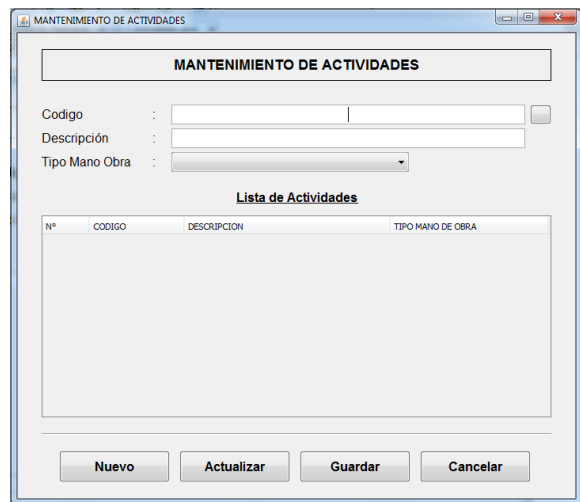 MANTENIMIENTO DE ACTIVIDADES
MANTENIMIENTO DE ACTIVIDADES
Codigo :
Descripción :
Tipo Mano Obra :
Lista de Actividades
Nº CODIGO DESCRIPCION TIPO MANO DE OBRA
Nuevo Actualizar Guardar Cancelar